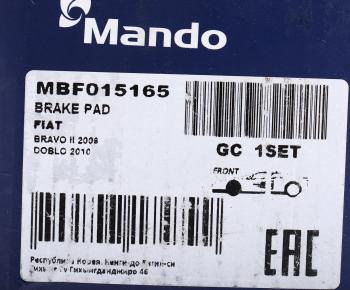 Mando
MBF015165
BRAKE PAD
FIAT
BRAVO II 2006
DOBLO 2010
GC 1SET
FRONT
EAC
Республика Корея,